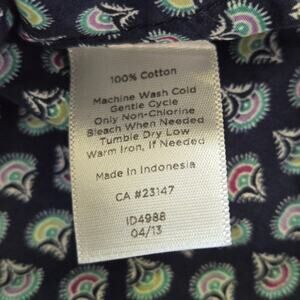 100% Cotton
Machine Wash Cold
Gentle Cycle
Only Non-Chlorine
Bleach When Needed
Tumble Dry Low
Warm Iron, If Needed
Made In Indonesia
CA #23147
ID4988
04/13